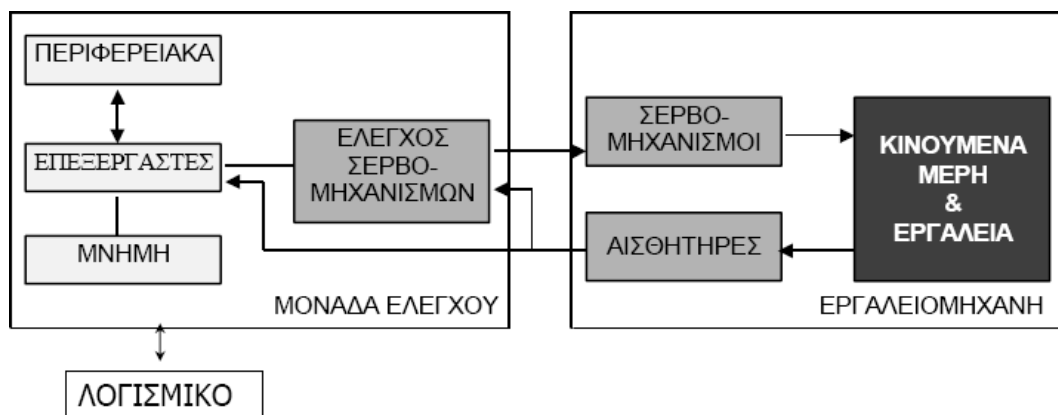 ΠΕΡΙΦΕΡΕΙΑΚΑ
ΕΠΕΞΕΡΓΑΣΤΕΣ
ΜΝΗΜΗ
ΕΛΕΓΧΟΣ
ΣΕΡΒΟ-
ΜΗΧΑΝΙΣΜΩΝ
ΜΟΝΑΔΑ ΕΛΕΓΧΟΥ
ΣΕΡΒΟ-
ΜΗΧΑΝΙΣΜΟΙ
ΑΙΣΘΗΤΗΡΕΣ
ΚΙΝΟΥΜΕΝΑ
ΜΕΡΗ
&
ΕΡΓΑΛΕΙΑ
ΕΡΓΑΛΕΙΟΜΗΧΑΝΗ
ΛΟΓΙΣΜΙΚΟ